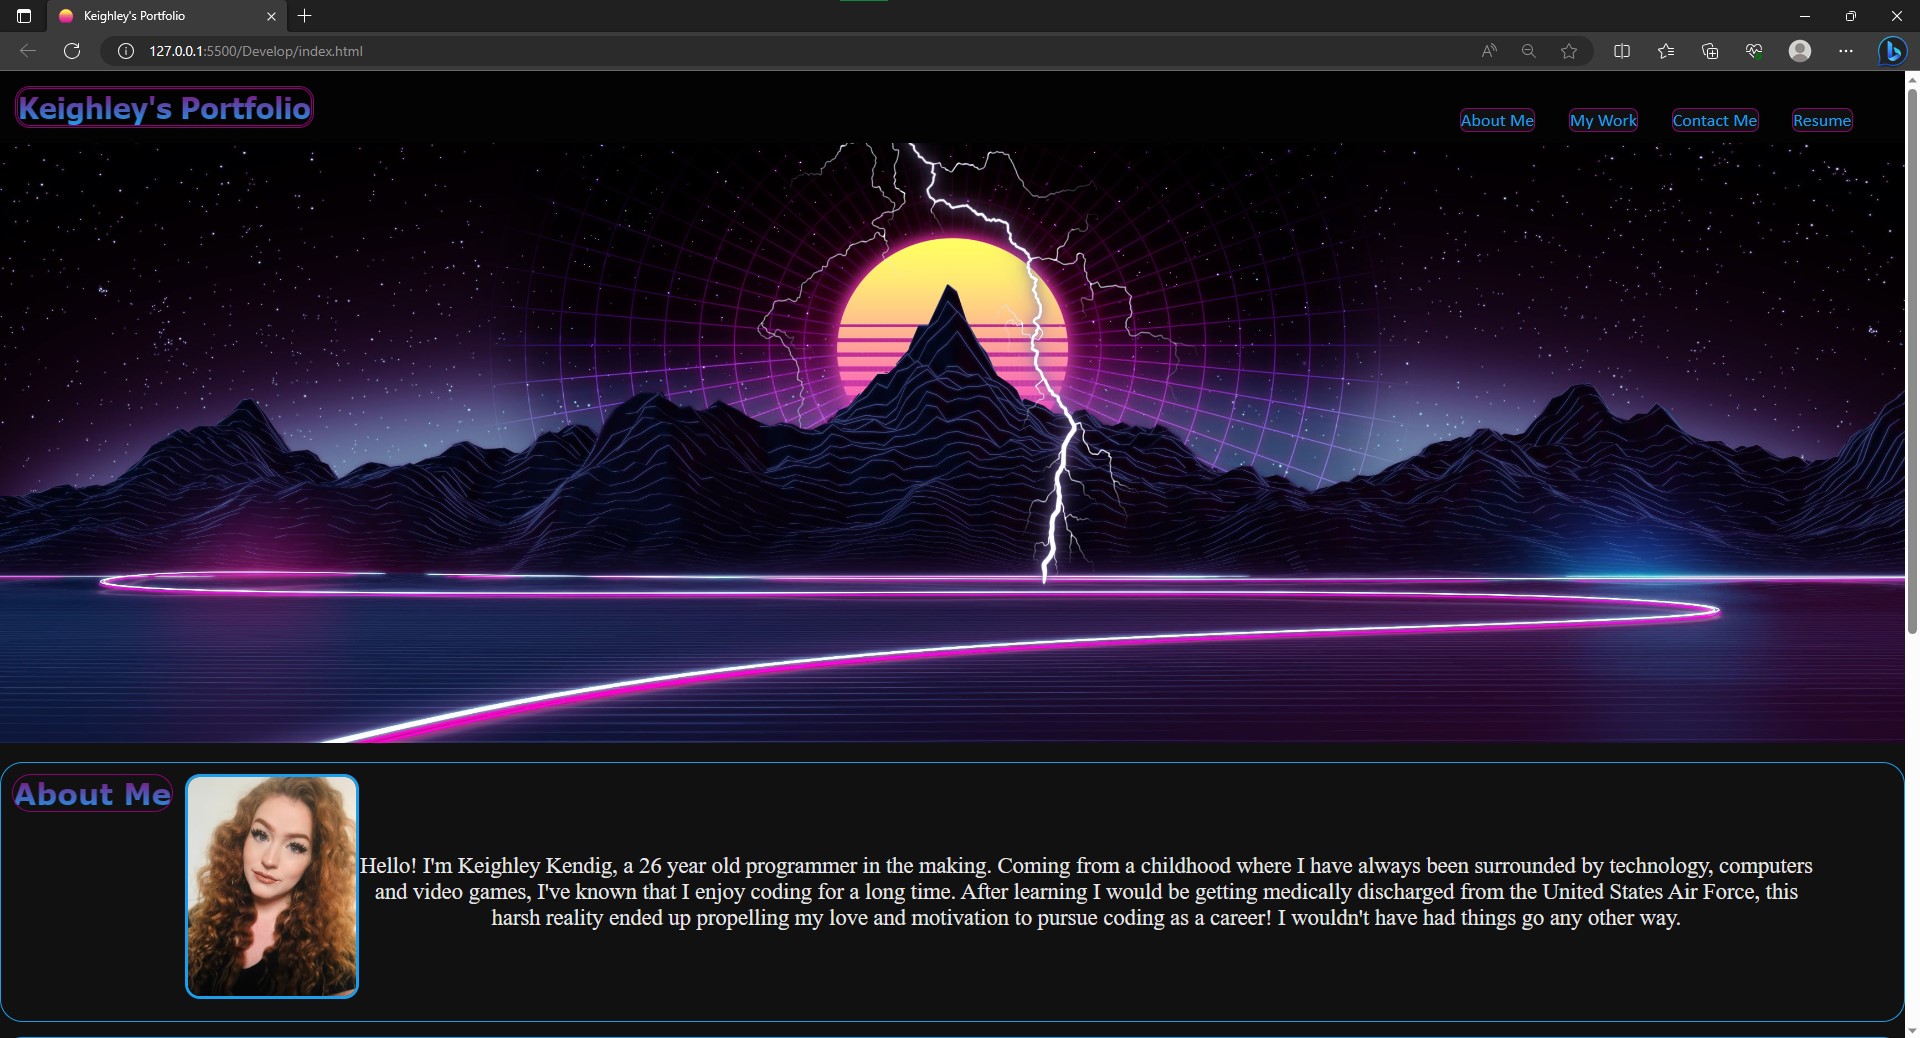 Keighley's Portfolio
127.0.0.1:5500/Develop/index.html
Keighley's Portfolio
About Me
My Work
Contact Me
Resume
About Me
Hello! I'm Keighley Kendig, a 26 year old programmer in the making. Coming from a childhood where I have always been surrounded by technology, computers
and video games, I've known that I enjoy coding for a long time. After learning I would be getting medically discharged from the United States Air Force, this
harsh reality ended up propelling my love and motivation to pursue coding as a career! I wouldn't have had things go any other way.